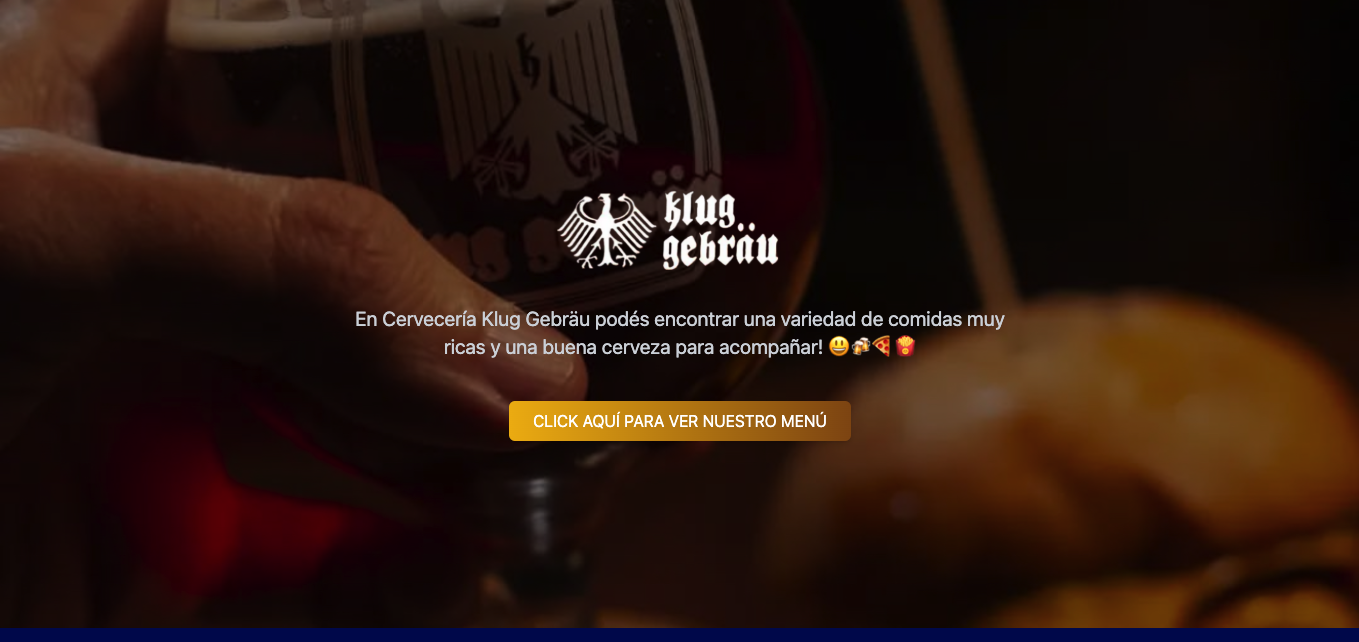 klug
gebräu
En Cervecería Klug Gebräu podés encontrar una variedad de comidas muy
ricas y una buena cerveza para acompañar! 😃🍻🍕🍟
CLICK AQUÍ PARA VER NUESTRO MENÚ